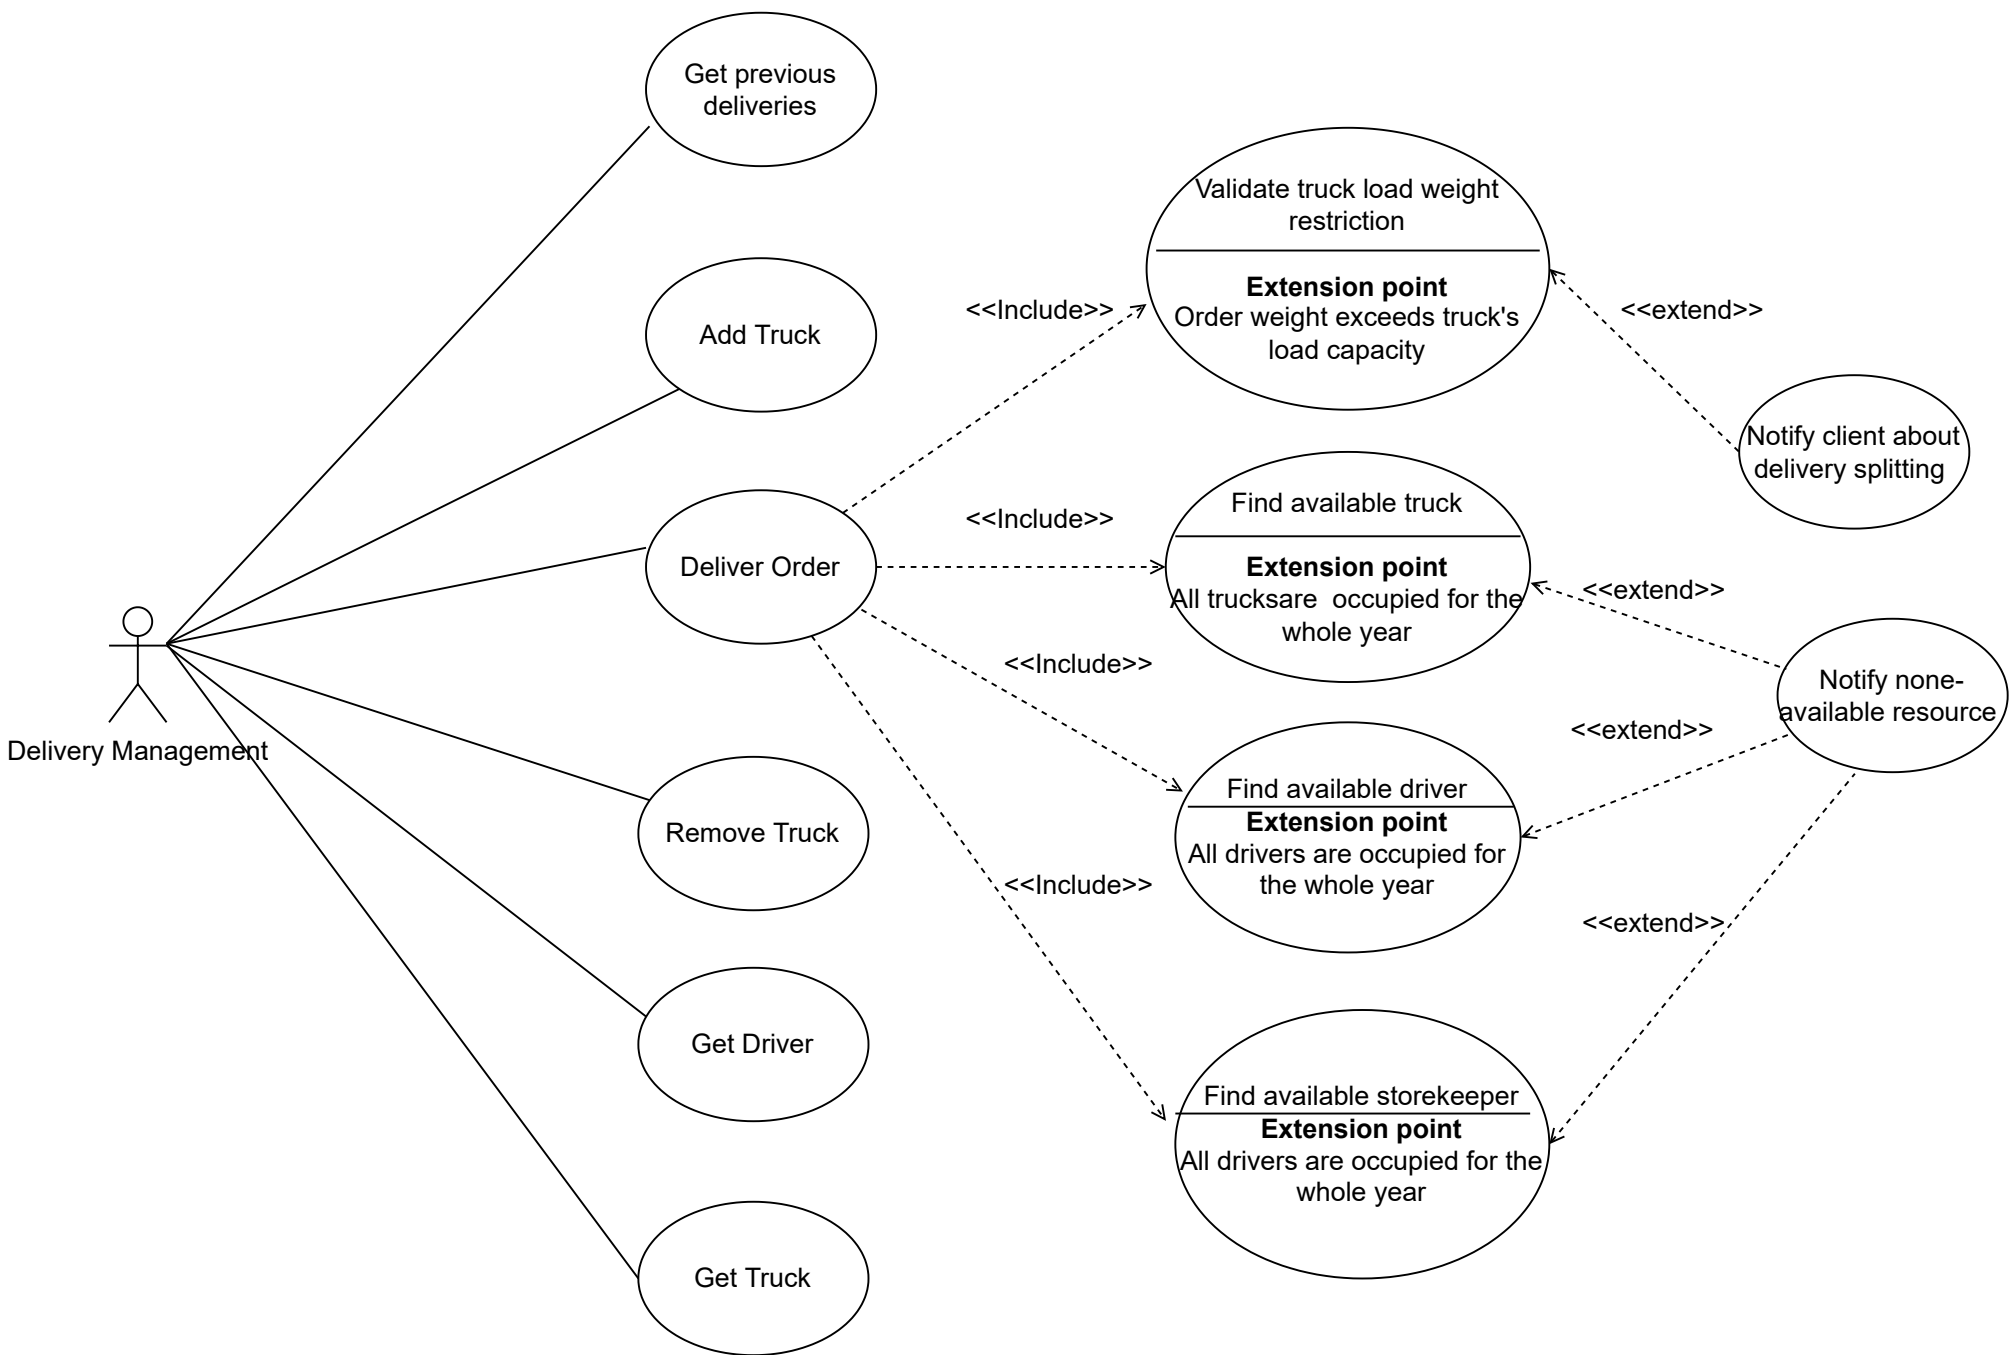 Get previous
deliveries
Validate truck load weight
restriction
Extension point
Order weight exceeds truck's
load capacity
<<Include>>
<<extend>>
Add Truck
Notify client about
delivery splitting
Find available truck
<<Include>>
Deliver Order
Extension point
All trucksare  occupied for the
whole year
<<extend>>
<<Include>>
Notify none-
available resource
<<extend>>
Delivery Management
Find available driver
Extension point
All drivers are occupied for
the whole year
Remove Truck
<<Include>>
<<extend>>
Get Driver
Find available storekeeper
Extension point
All drivers are occupied for the
whole year
Get Truck